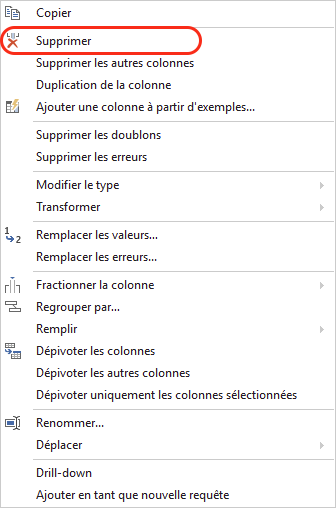 Copier
Supprimer
Supprimer les autres colonnes
Duplication de la colonne
Ajouter une colonne à partir d'exemples...
Supprimer les doublons
Supprimer les erreurs
Modifier le type
Transformer
Remplacer les valeurs...
Remplacer les erreurs...
Fractionner la colonne
Regrouper par...
Remplir
Dépivoter les colonnes
Dépivoter les autres colonnes
Dépivoter uniquement les colonnes sélectionnées
Renommer...
Déplacer
Drill-down
Ajouter en tant que nouvelle requête